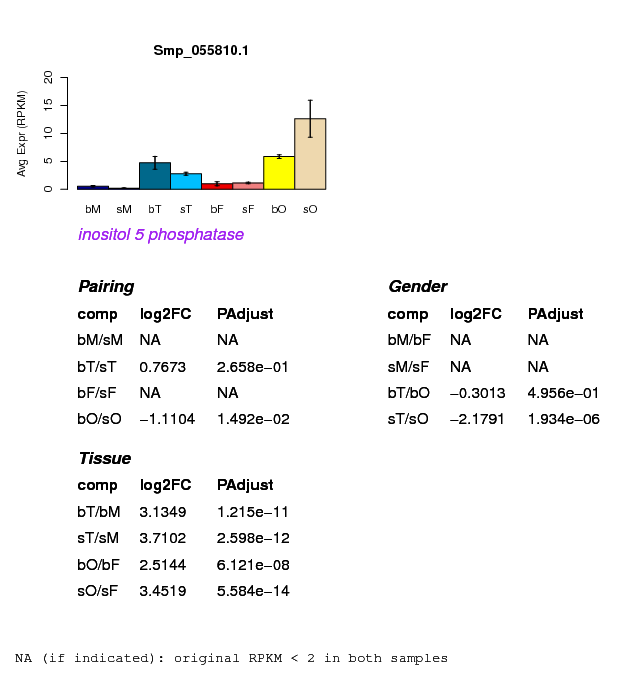 Smp_055810.1
Avg Expr (RPKM)
20
15
10
5
0
bM sM bT sT bF sF bO sO
inositol 5 phosphatase
Pairing
comp log2FC PAdjust
bM/sM NA NA
bT/sT 0.7673 2.658e−01
bF/sF NA NA
bO/sO −1.1104 1.492e−02
Gender
comp log2FC PAdjust
bM/bF NA NA
sM/sF NA NA
bT/bO −0.3013 4.956e−01
sT/sO −2.1791 1.934e−06
Tissue
comp log2FC PAdjust
bT/bM 3.1349 1.215e−11
sT/sM 3.7102 2.598e−12
bO/bF 2.5144 6.121e−08
sO/sF 3.4519 5.584e−14
NA (if indicated): original RPKM < 2 in both samples